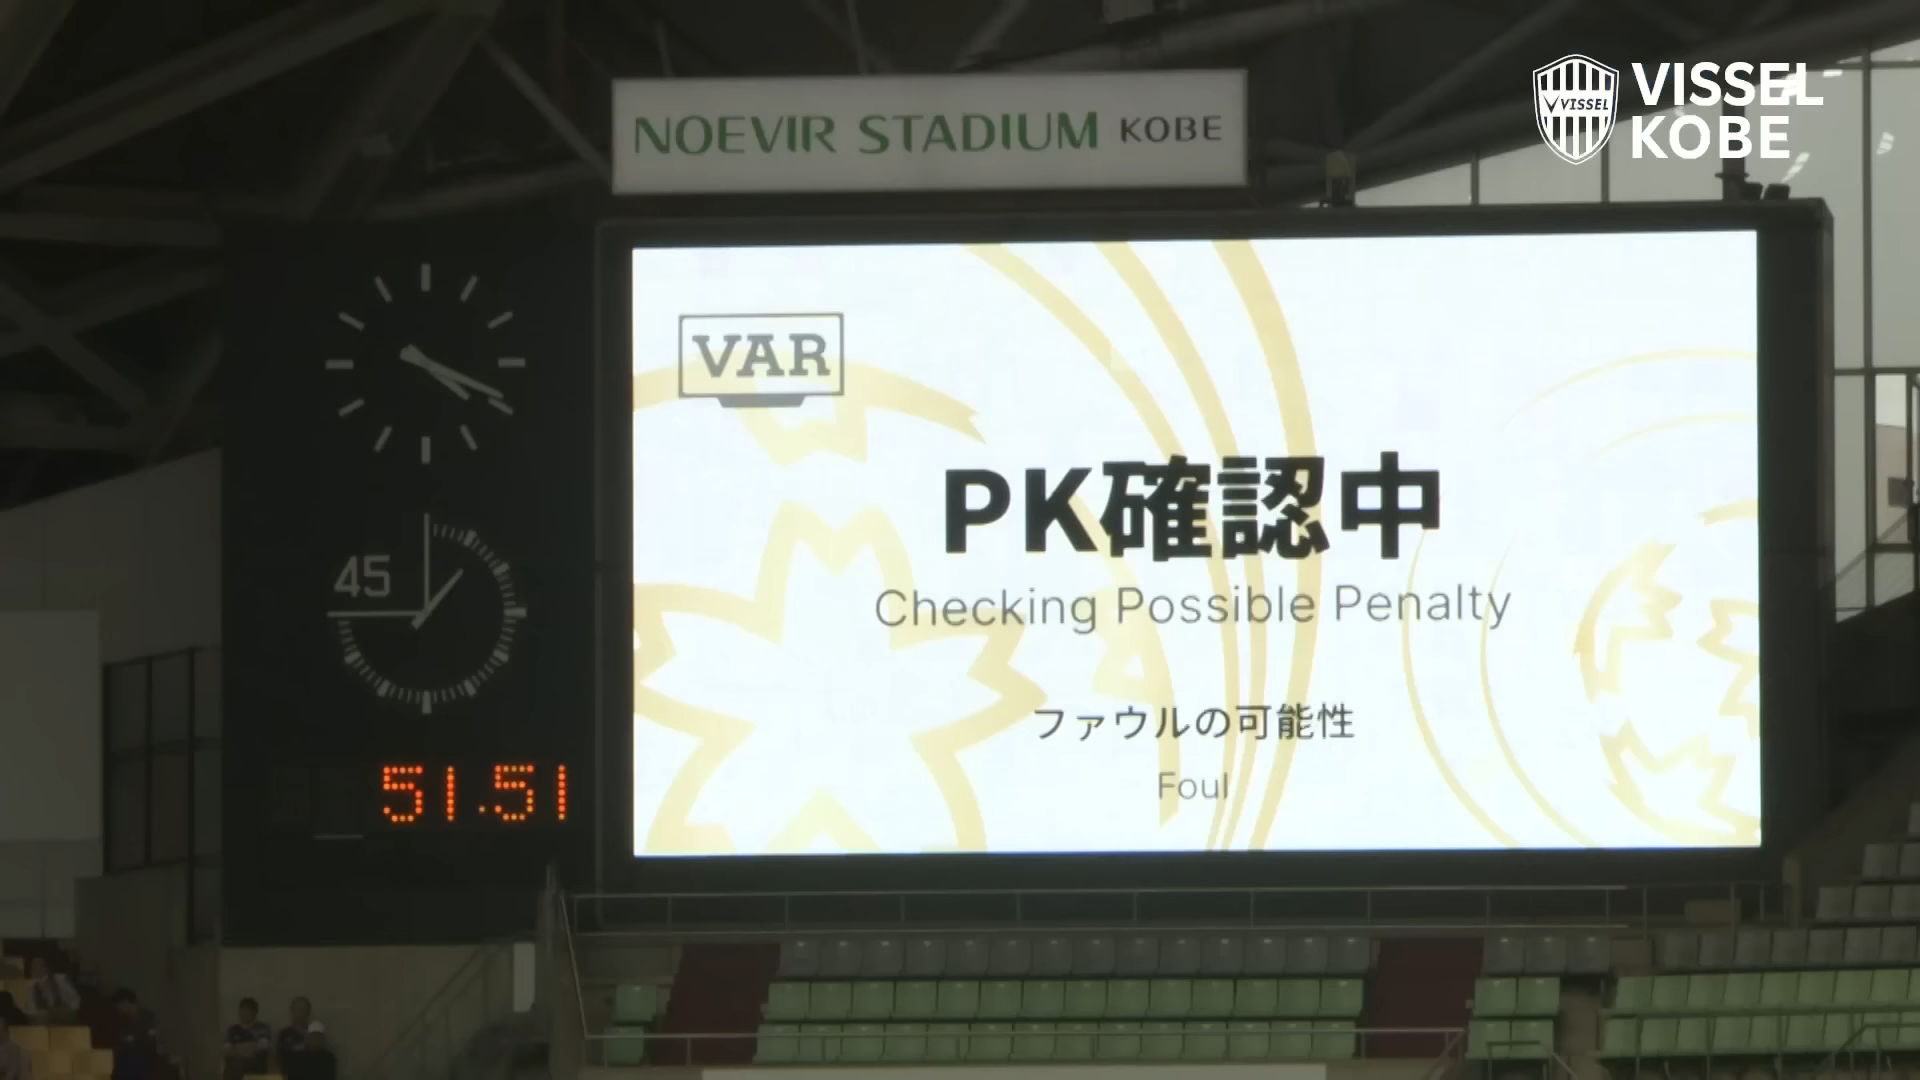 NOEVIR STADIUM KOBE
VISSEL
VISSEL
KOBE
VAR
PK確認中
Checking Possible Penalty
45
ファウルの可能性
Foul
51.51